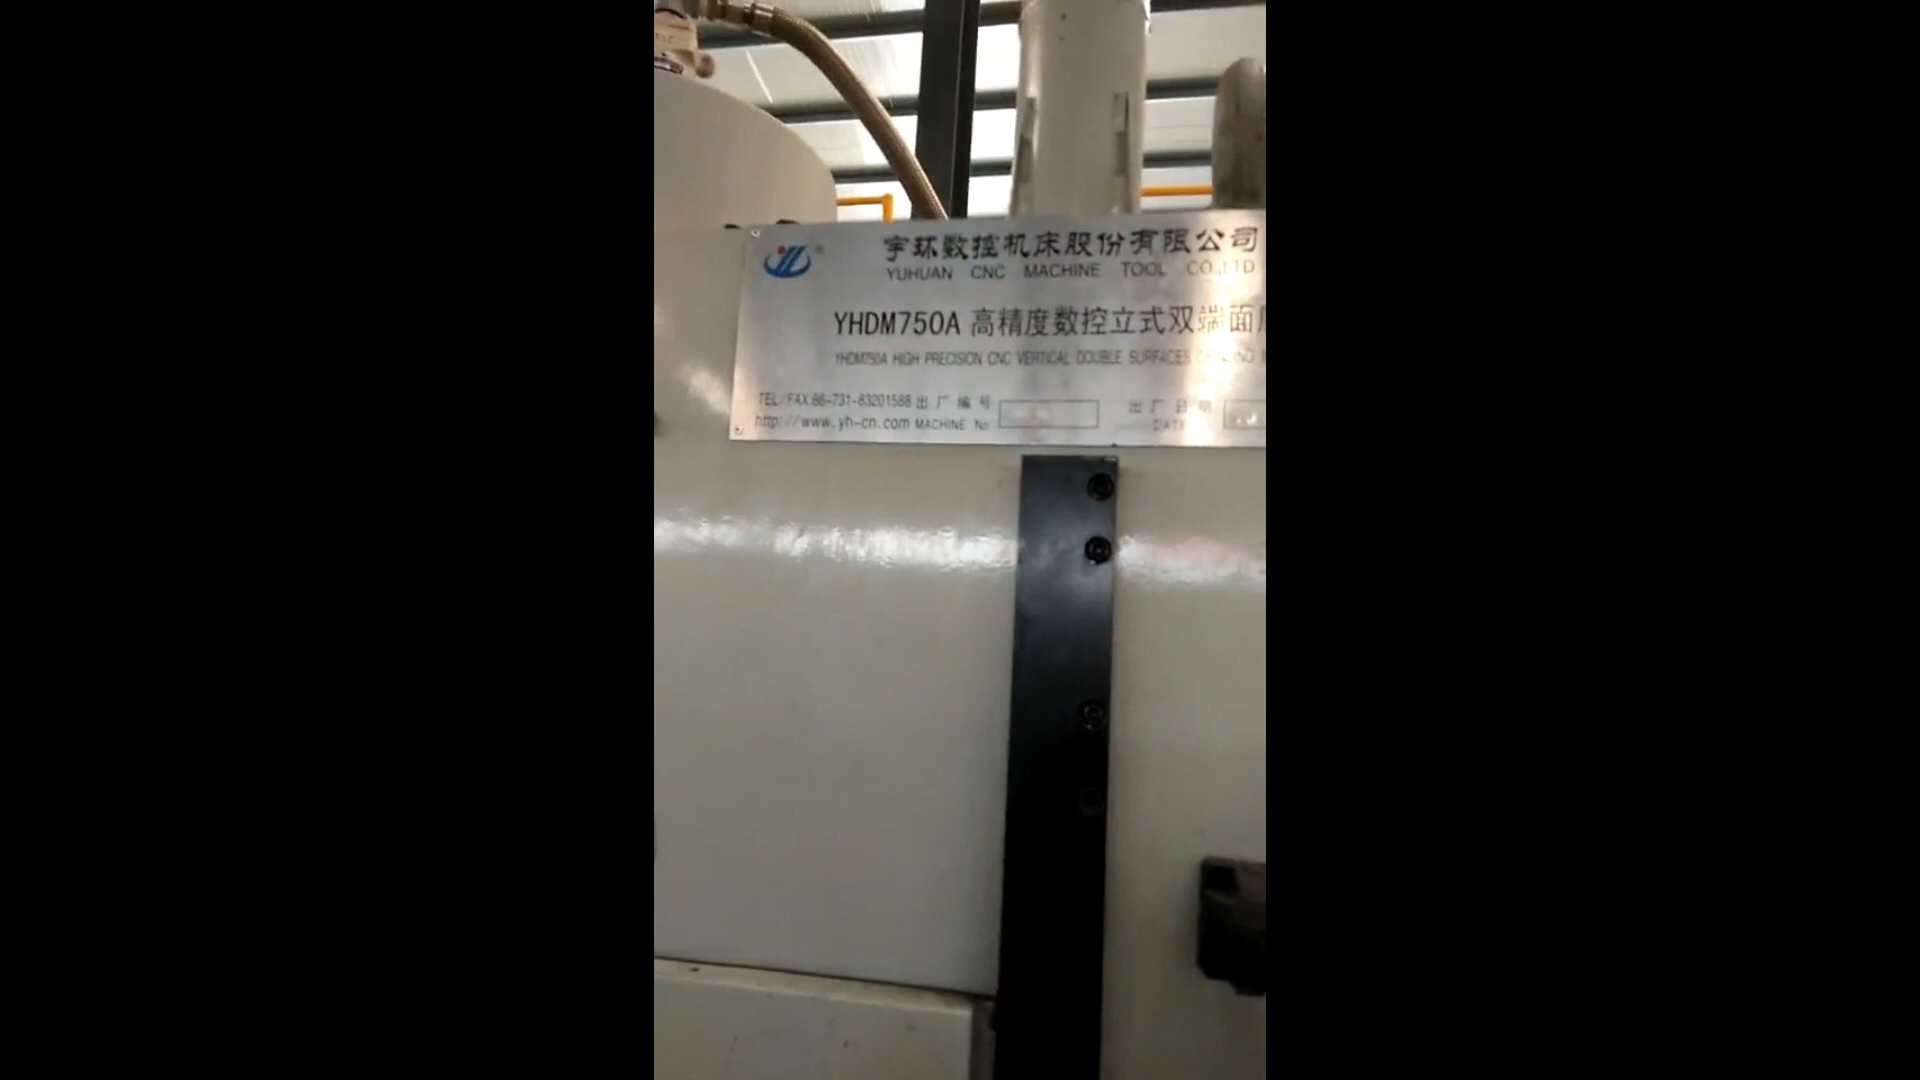 宇环数控机床股份有限公司
YUHUAN CNC MACHINE TOOL CO.,LTD
YHDM750A 高精度数控立式双端面
YHDM750A HIGH PRECISION CNC VERTICAL DOUBLE SURFACES
TEL/FAX:86-731-83201588 出厂编号 出厂日期
http://www.yh-cn.com MACHINE No DATE